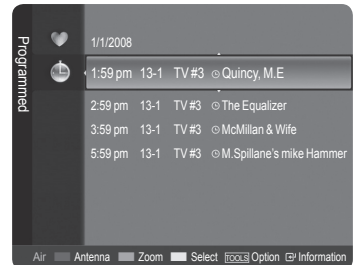 Programmed
1/1/2008
1:59 pm 13-1 TV #3 Quincy, M.E
2:59 pm 13-1 TV #3 The Equalizer
3:59 pm 13-1 TV #3 McMillan & Wife
5:59 pm 13-1 TV #3 M.Spillane's mike Hammer
Air Antenna Zoom Select TOOLS Option Information